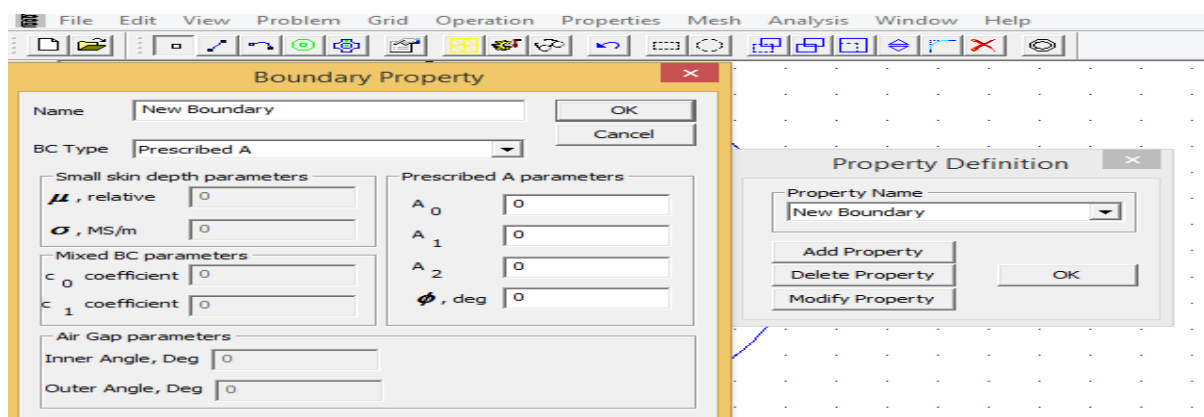 File Edit View Problem Grid Operation Properties Mesh Analysis Window Help
Boundary Property
Name New Boundary OK
Cancel
BC Type Prescribed A
Small skin depth parameters
μ , relative 0
σ , MS/m 0
Mixed BC parameters
c 0 coefficient 0
c 1 coefficient 0
Prescribed A parameters
A 0 0
A 1 0
A 2 0
ϕ , deg 0
Air Gap parameters
Inner Angle, Deg 0
Outer Angle, Deg 0
Property Definition
Property Name
New Boundary
Add Property
Delete Property OK
Modify Property